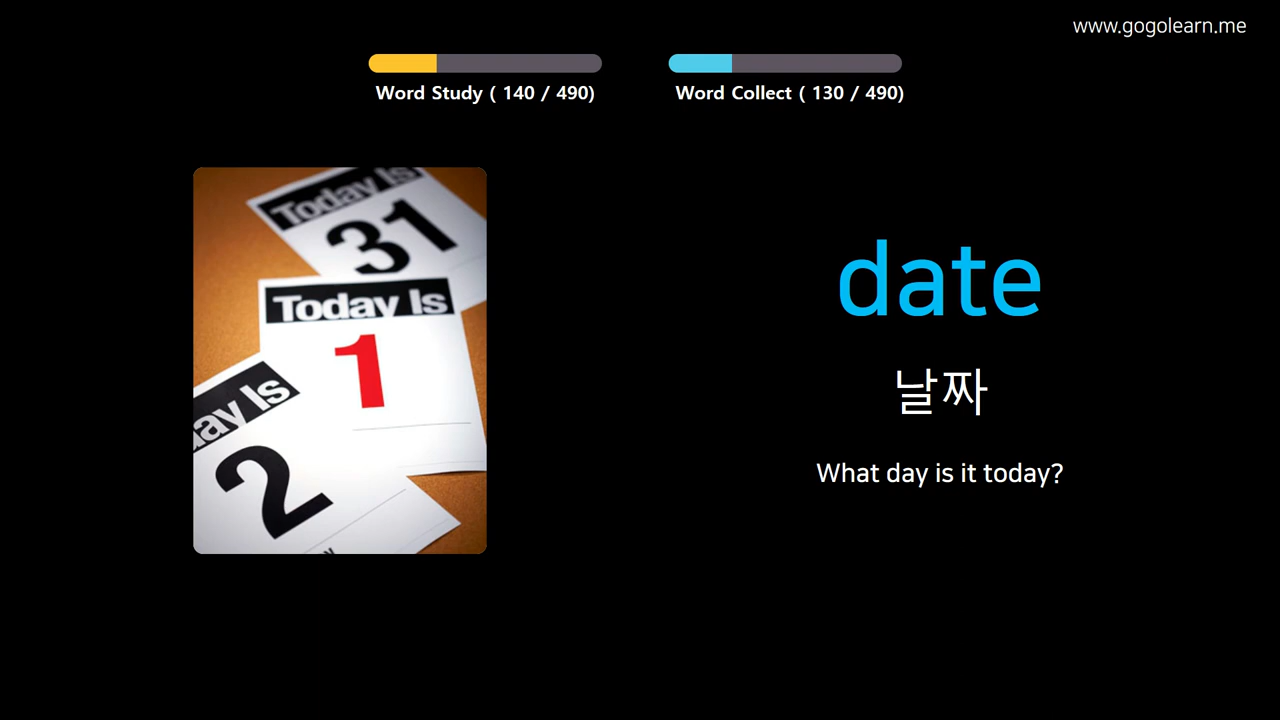 www.gogolearn.me
Word Study ( 140 / 490)
Word Collect ( 130 / 490)
Today Is
31
Today Is
1
ay Is
2
date
날짜
What day is it today?